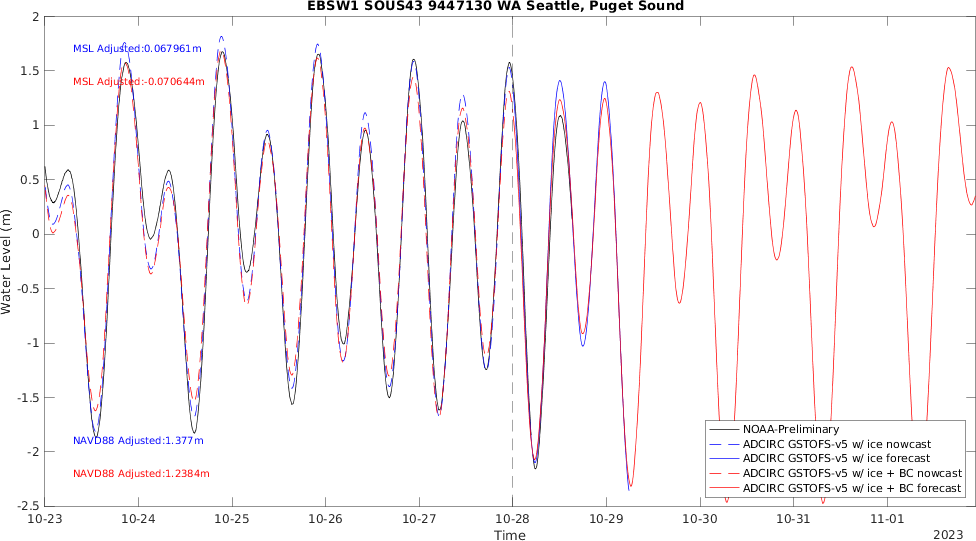 EBSW1 SOUS43 9447130 WA Seattle, Puget Sound
2
1.5
1
0.5
0
-0.5
-1
-1.5
-2
-2.5
Water Level (m)
MSL Adjusted:0.067961m
MSL Adjusted:-0.070644m
NAVD88 Adjusted:1.377m
NAVD88 Adjusted:1.2384m
NOAA-Preliminary
ADCIRC GSTOFS-v5 w/ ice nowcast
ADCIRC GSTOFS-v5 w/ ice forecast
ADCIRC GSTOFS-v5 w/ ice + BC nowcast
ADCIRC GSTOFS-v5 w/ ice + BC forecast
10-23 10-24 10-25 10-26 10-27 10-28 10-29 10-30 10-31 11-01
Time
2023